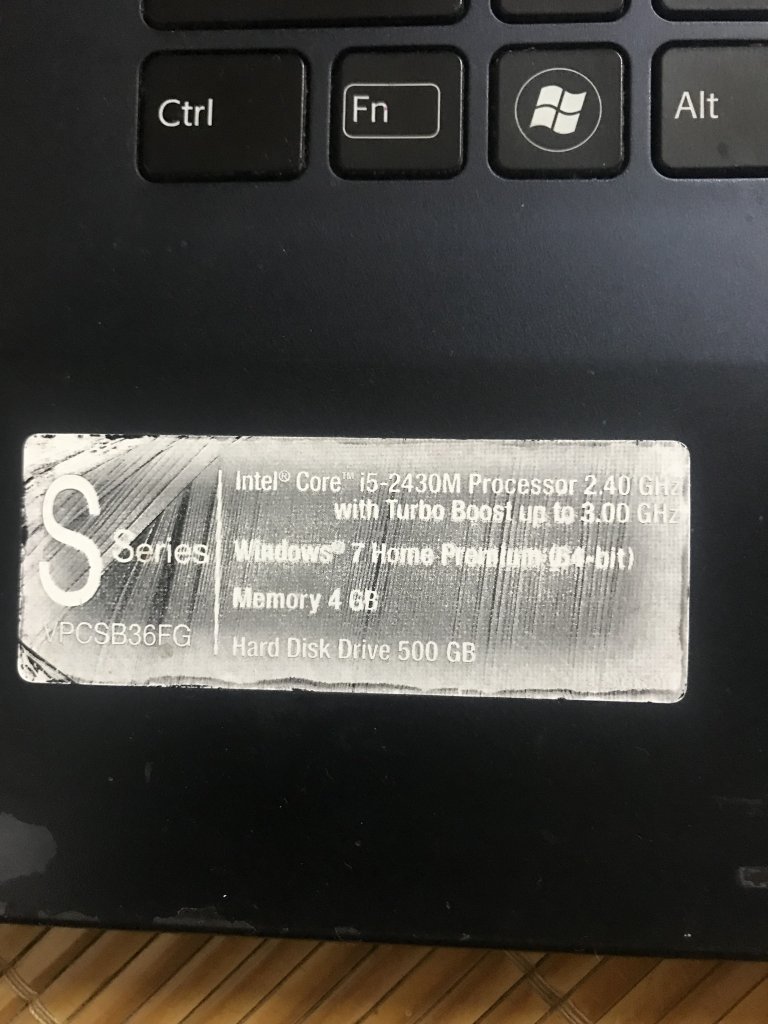 Ctrl
Fn
Alt
Intel® Core™ i5-2430M Processor 2.40 GHz
with Turbo Boost up to 3.00 GHz
S Series
Windows® 7 Home Premium (64-bit)
Memory 4 GB
VPCSB36FG
Hard Disk Drive 500 GB